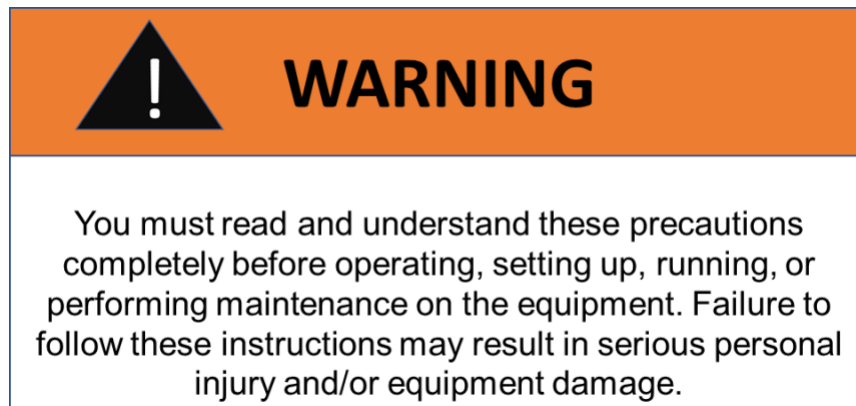 ! WARNING
You must read and understand these precautions
completely before operating, setting up, running, or
performing maintenance on the equipment. Failure to
follow these instructions may result in serious personal
injury and/or equipment damage.